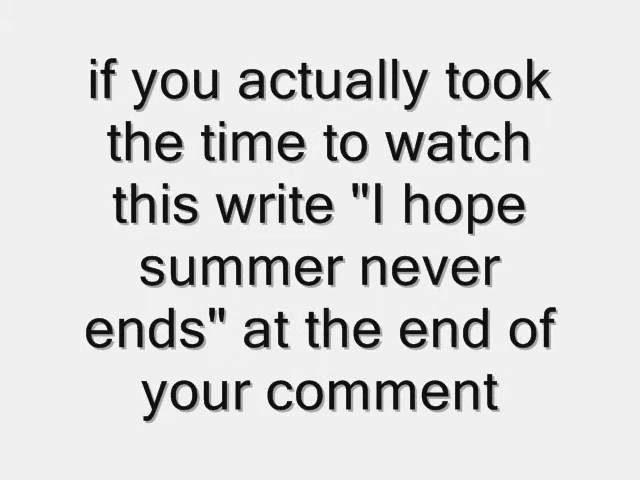 if you actually took
the time to watch
this write "I hope
summer never
ends" at the end of
your comment